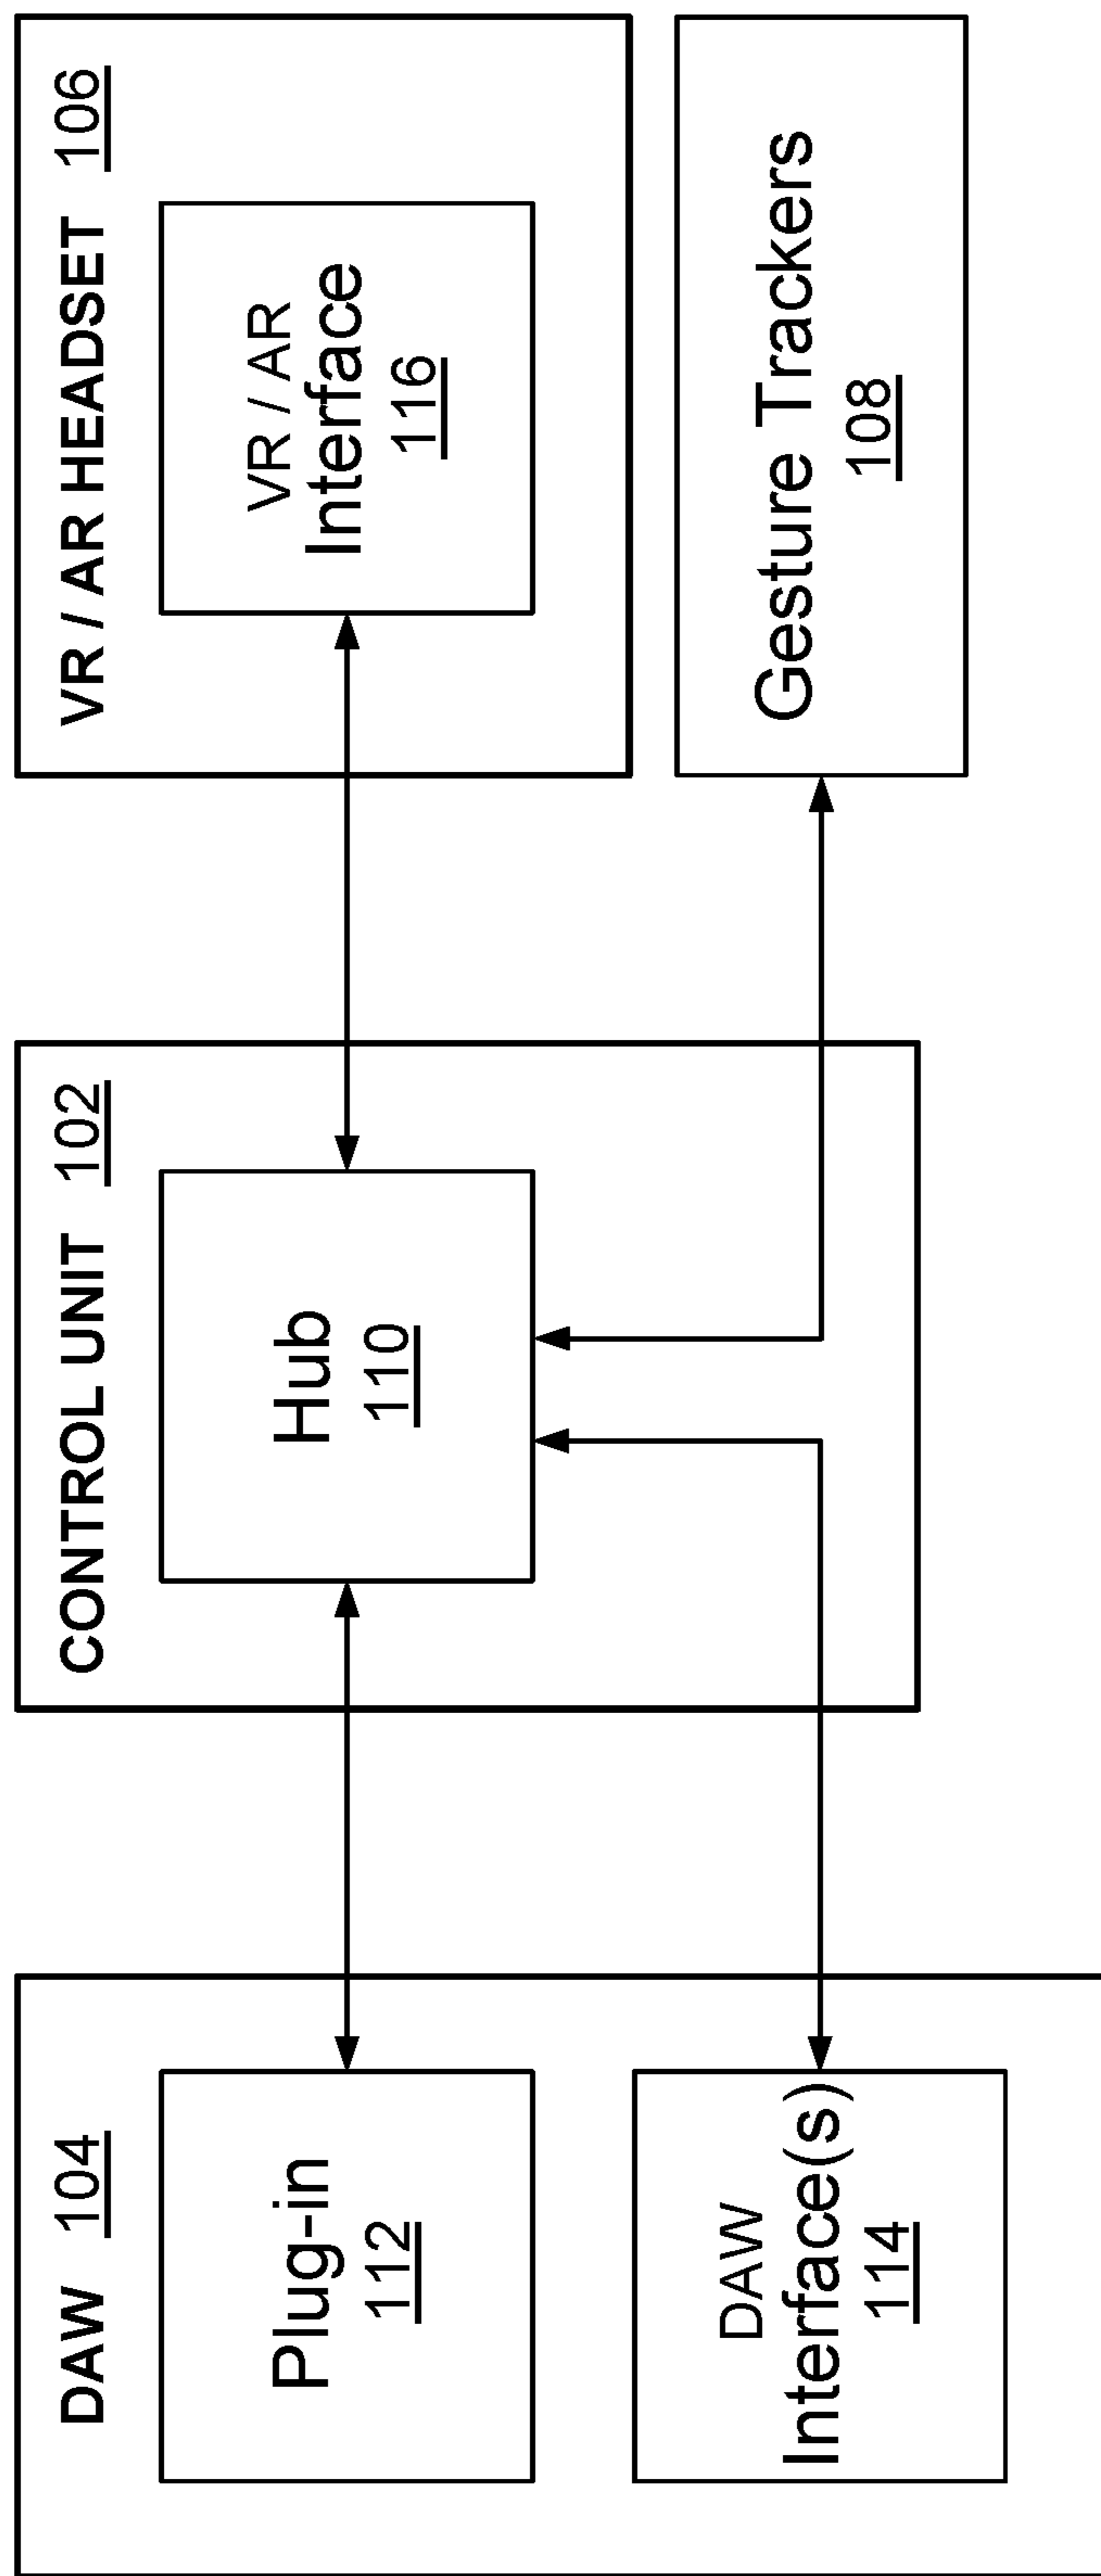 DAW 104
Plug-in
112
DAW
Interface(s)
114
CONTROL UNIT 102
Hub
110
VR / AR HEADSET 106
VR / AR
Interface
116
Gesture Trackers
108